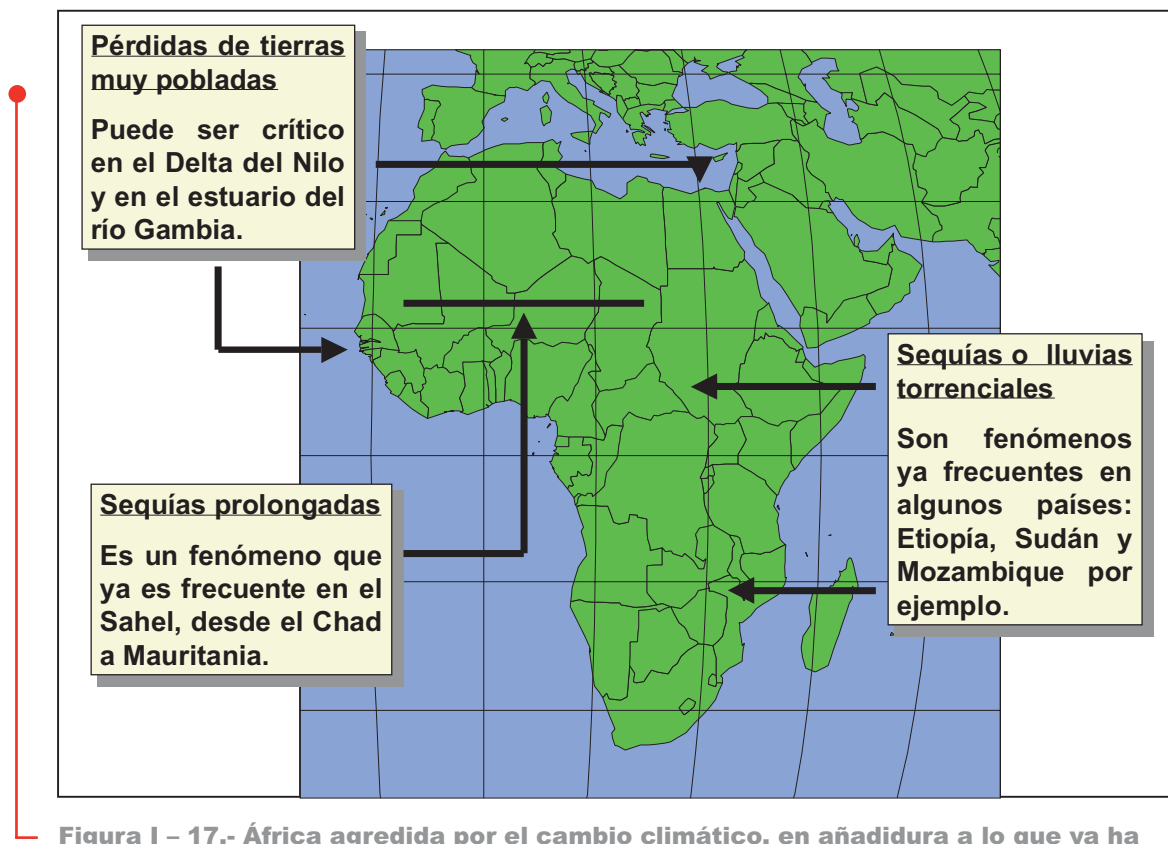 Pérdidas de tierras
muy pobladas
Puede ser crítico
en el Delta del Nilo
y en el estuario del
río Gambia.
Sequías o lluvias
torrenciales
Son fenómenos
ya frecuentes en
algunos países:
Etiopía, Sudán y
Mozambique por
ejemplo.
Sequías prolongadas
Es un fenómeno que
ya es frecuente en el
Sahel, desde el Chad
a Mauritania.
Figura I – 17.- África agredida por el cambio climático, en añadidura a lo que ya ha